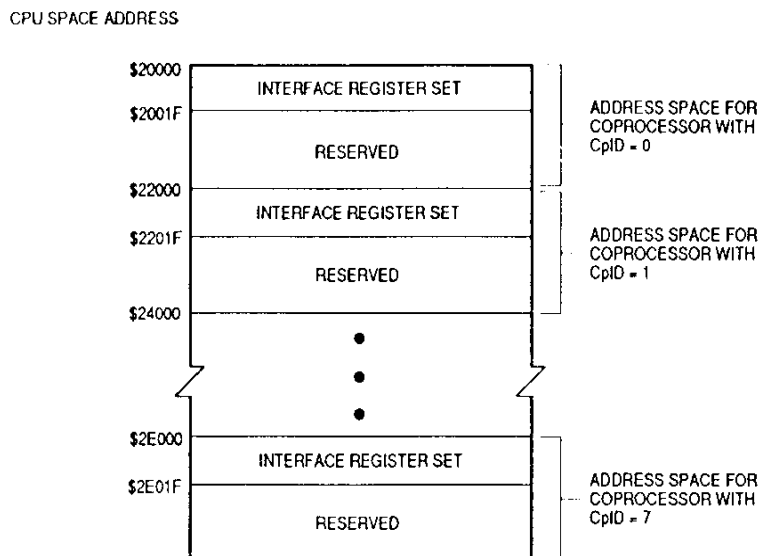 CPU SPACE ADDRESS
$20000
INTERFACE REGISTER SET
$2001F
RESERVED
ADDRESS SPACE FOR
COPROCESSOR WITH
CpID = 0
$22000
INTERFACE REGISTER SET
$2201F
RESERVED
ADDRESS SPACE FOR
COPROCESSOR WITH
CpID = 1
$24000
$2E000
INTERFACE REGISTER SET
$2E01F
RESERVED
ADDRESS SPACE FOR
COPROCESSOR WITH
CpID = 7